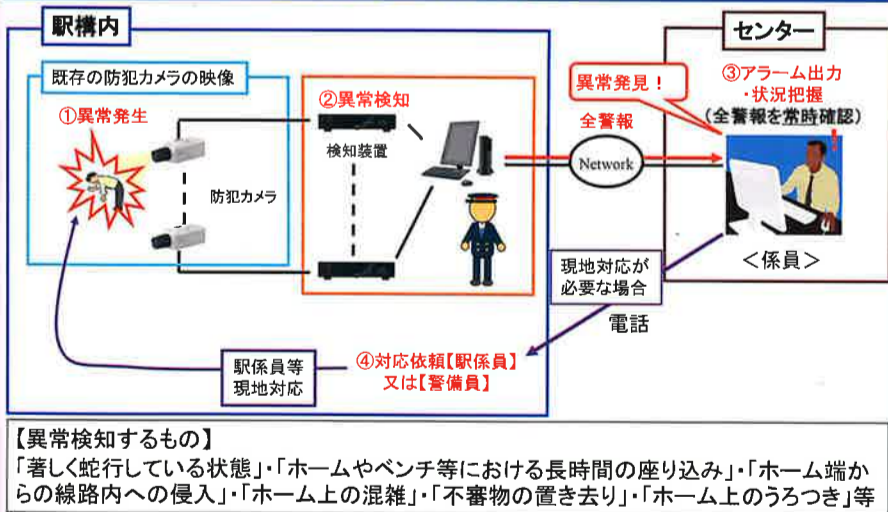 駅構内
センター
既存の防犯カメラの映像
①異常発生
防犯カメラ
②異常検知
検知装置
全警報
Network
異常発見!
③アラーム出力
・状況把握
(全警報を常時確認)
<係員>
現地対応が
必要な場合
電話
④対応依頼【駅係員】
又は【警備員】
駅係員等
現地対応
【異常検知するもの】
「著しく蛇行している状態」・「ホームやベンチ等における長時間の座り込み」・「ホーム端か
らの線路内への侵入」・「ホーム上の混雑」・「不審物の置き去り」・「ホーム上のうろつき」等